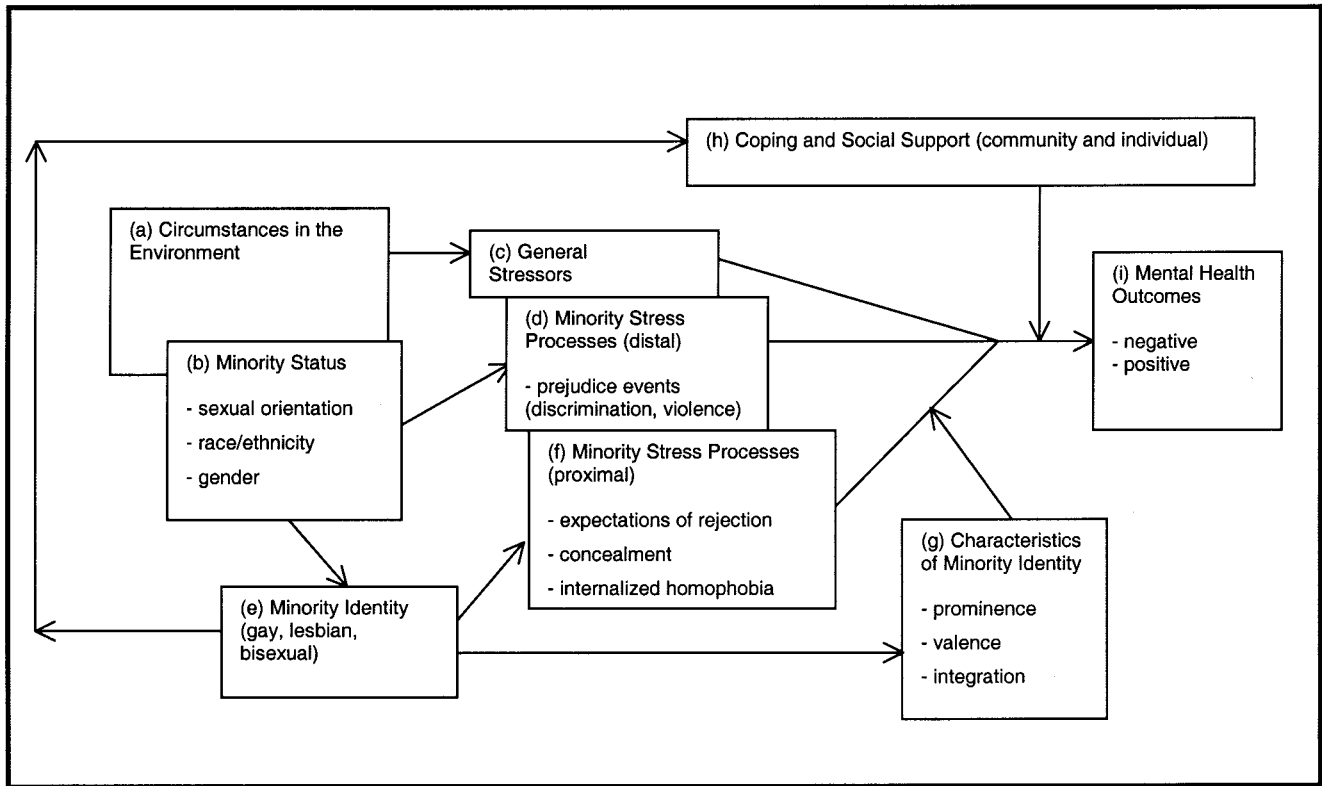 (h) Coping and Social Support (community and individual)
(a) Circumstances in the
Environment
(c) General
Stressors
(i) Mental Health
Outcomes
- negative
- positive
(d) Minority Stress
Processes (distal)
- prejudice events
(discrimination, violence)
(b) Minority Status
- sexual orientation
- race/ethnicity
- gender
(f) Minority Stress Processes
(proximal)
- expectations of rejection
- concealment
- internalized homophobia
(g) Characteristics
of Minority Identity
- prominence
- valence
- integration
(e) Minority Identity
(gay, lesbian,
bisexual)